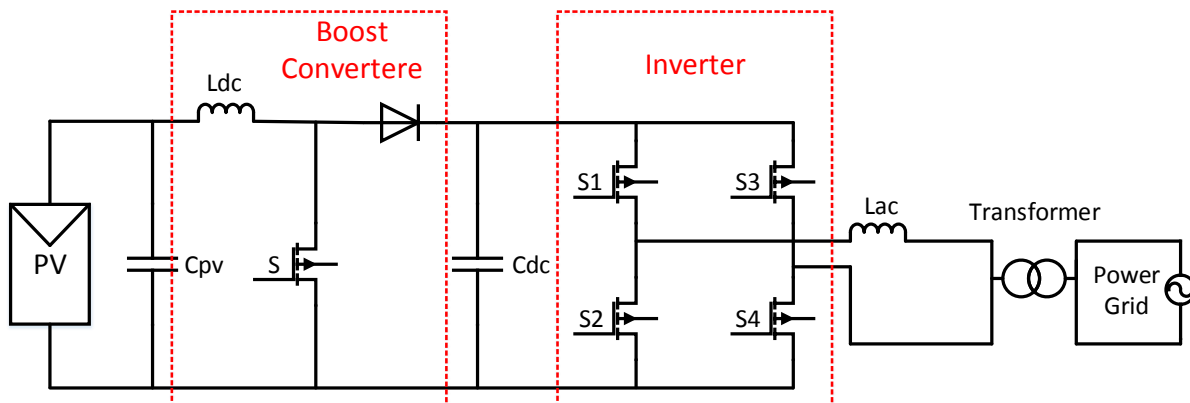 Boost
Convertere
Inverter
Ldc
S1
S3
Lac
Transformer
PV
Cpv
S
Cdc
Power
Grid
S2
S4